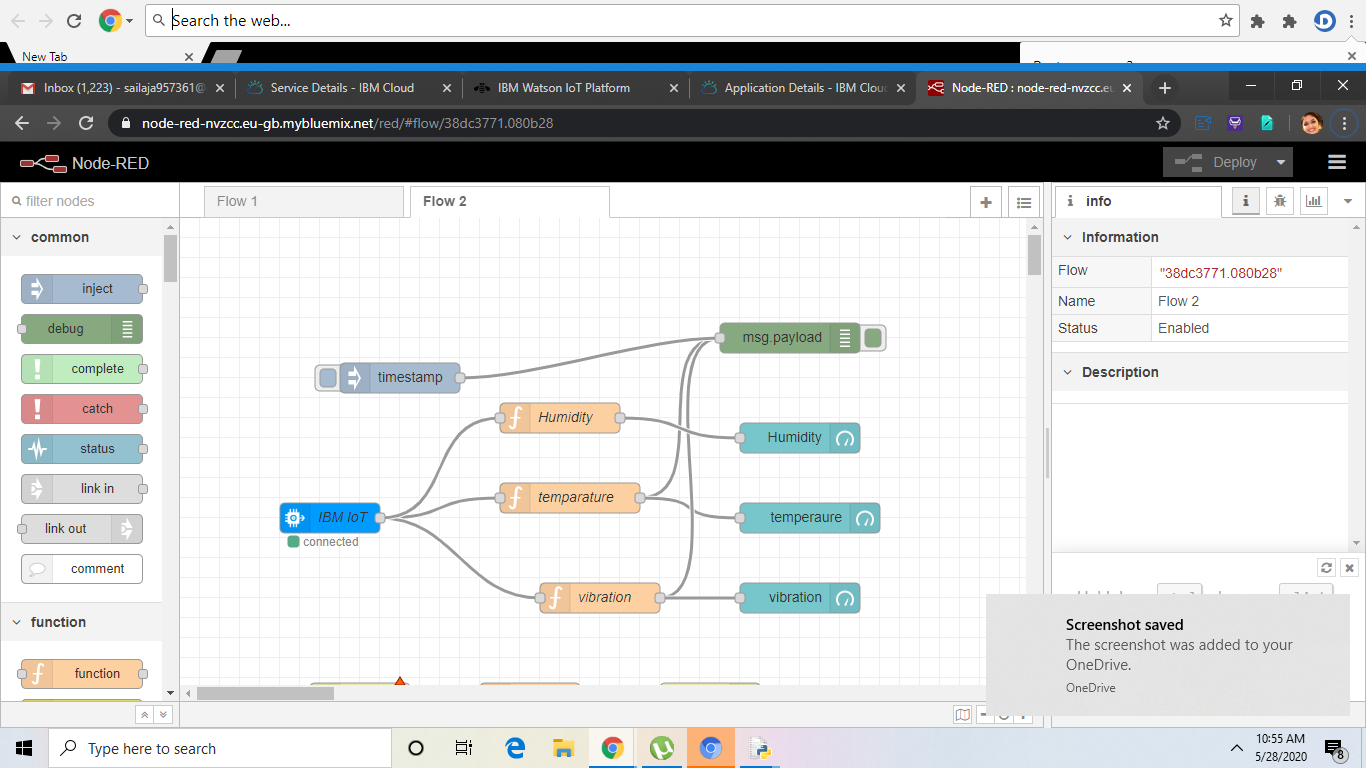 Search the web...
New Tab
Inbox (1,223) - sailaja957361@
Service Details - IBM Cloud
IBM Watson IoT Platform
Application Details - IBM Clou
Node-RED : node-red-nvzcc.eu
node-red-nvzcc.eu-gb.mybluemix.net/red/#flow/38dc3771.080b28
Node-RED
Deploy
filter nodes
Flow 1
Flow 2
info
common
inject
debug
complete
catch
status
link in
link out
comment
function
function
msg.payload
timestamp
Humidity
Humidity
temparature
temperaure
IBM IoT
connected
vibration
vibration
Information
Flow "38dc3771.080b28"
Name Flow 2
Status Enabled
Description
Screenshot saved
The screenshot was added to your
OneDrive.
OneDrive
Type here to search
10:55 AM
5/28/2020
8